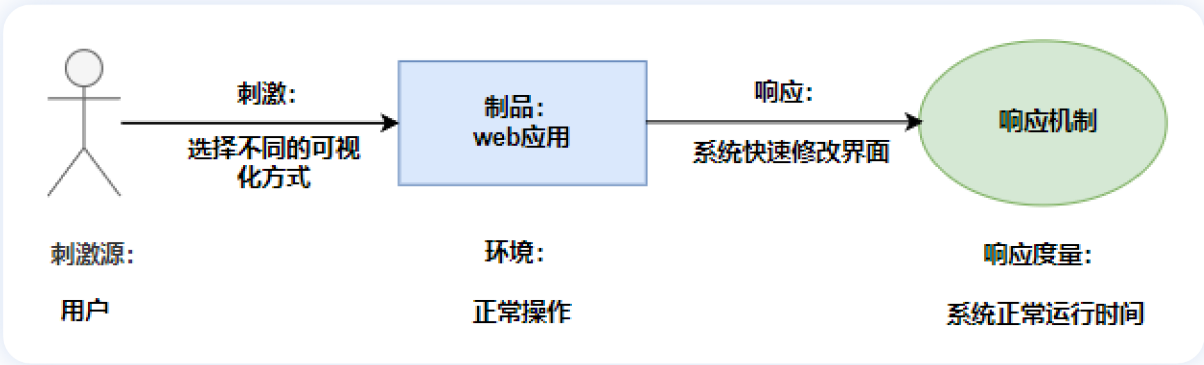 刺激：
选择不同的可视
化方式
制品：
web应用
响应：
系统快速修改界面
响应机制
刺激源：
用户
环境：
正常操作
响应度量：
系统正常运行时间